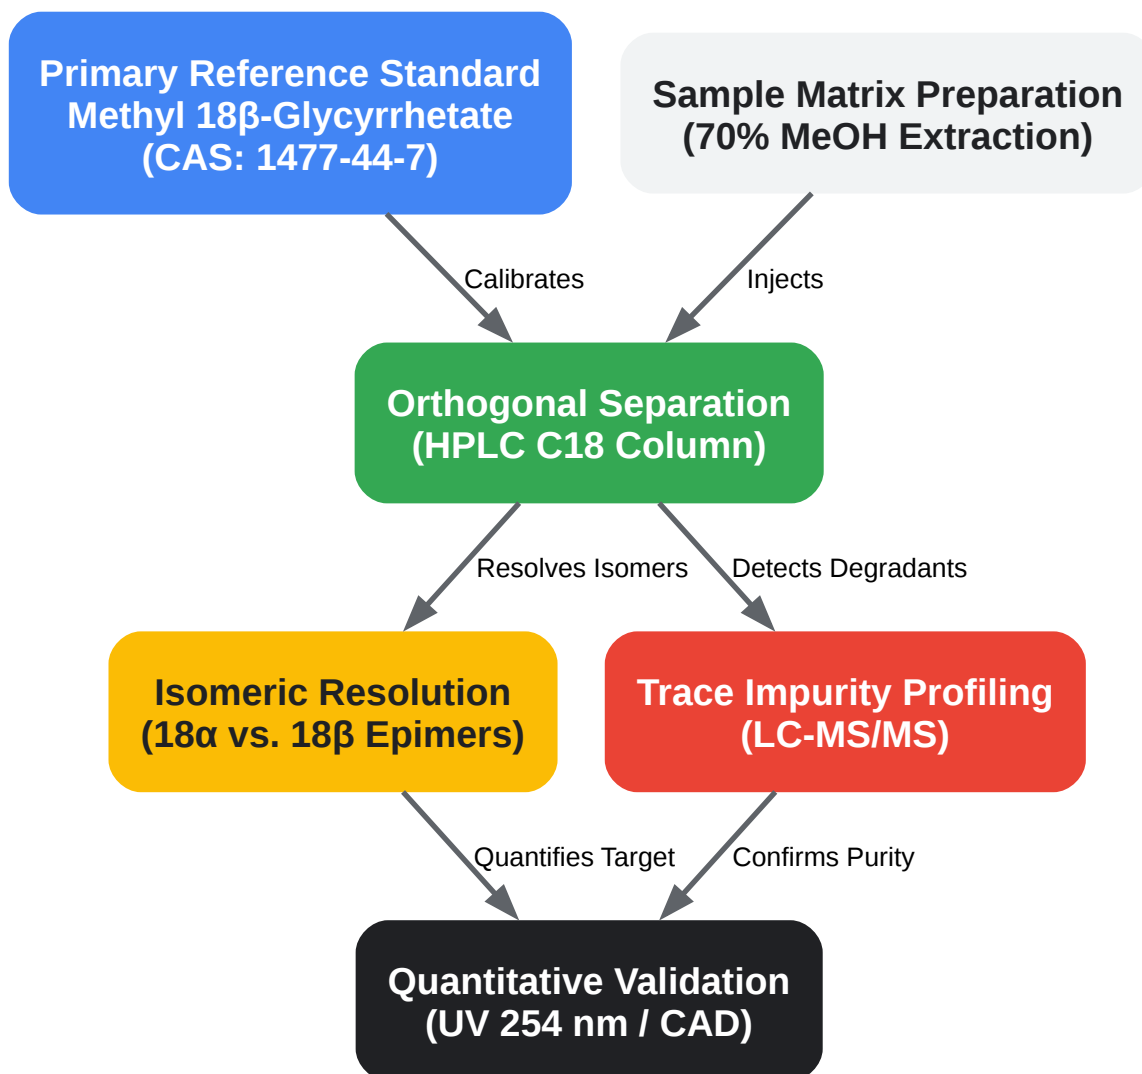 Primary Reference Standard
Methyl 18β-Glycyrrhetate
(CAS: 1477-44-7)
Sample Matrix Preparation
(70% MeOH Extraction)
Calibrates
Injects
Orthogonal Separation
(HPLC C18 Column)
Resolves Isomers
Detects Degradants
Isomeric Resolution
(18α vs. 18β Epimers)
Trace Impurity Profiling
(LC-MS/MS)
Quantifies Target
Confirms Purity
Quantitative Validation
(UV 254 nm / CAD)